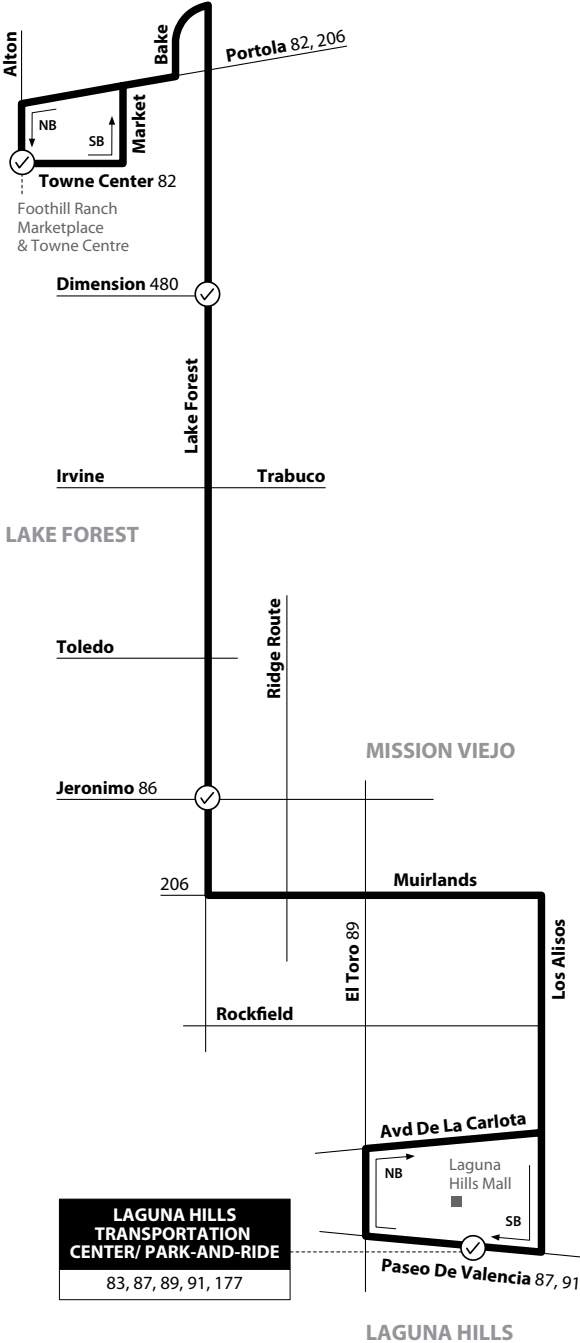 Alton
Bake
Portola 82, 206
NB
SB
Market
Towne Center 82
Foothill Ranch
Marketplace
& Towne Centre
Dimension 480
Lake Forest
Irvine
Trabuco
LAKE FOREST
Toledo
Ridge Route
MISSION VIEJO
Jeronimo 86
206
Muirlands
El Toro 89
Los Alisos
Rockfield
Avd De La Carlota
NB
Laguna
Hills Mall
SB
LAGUNA HILLS
TRANSPORTATION
CENTER/ PARK-AND-RIDE
83, 87, 89, 91, 177
Paseo De Valencia 87, 91
LAGUNA HILLS